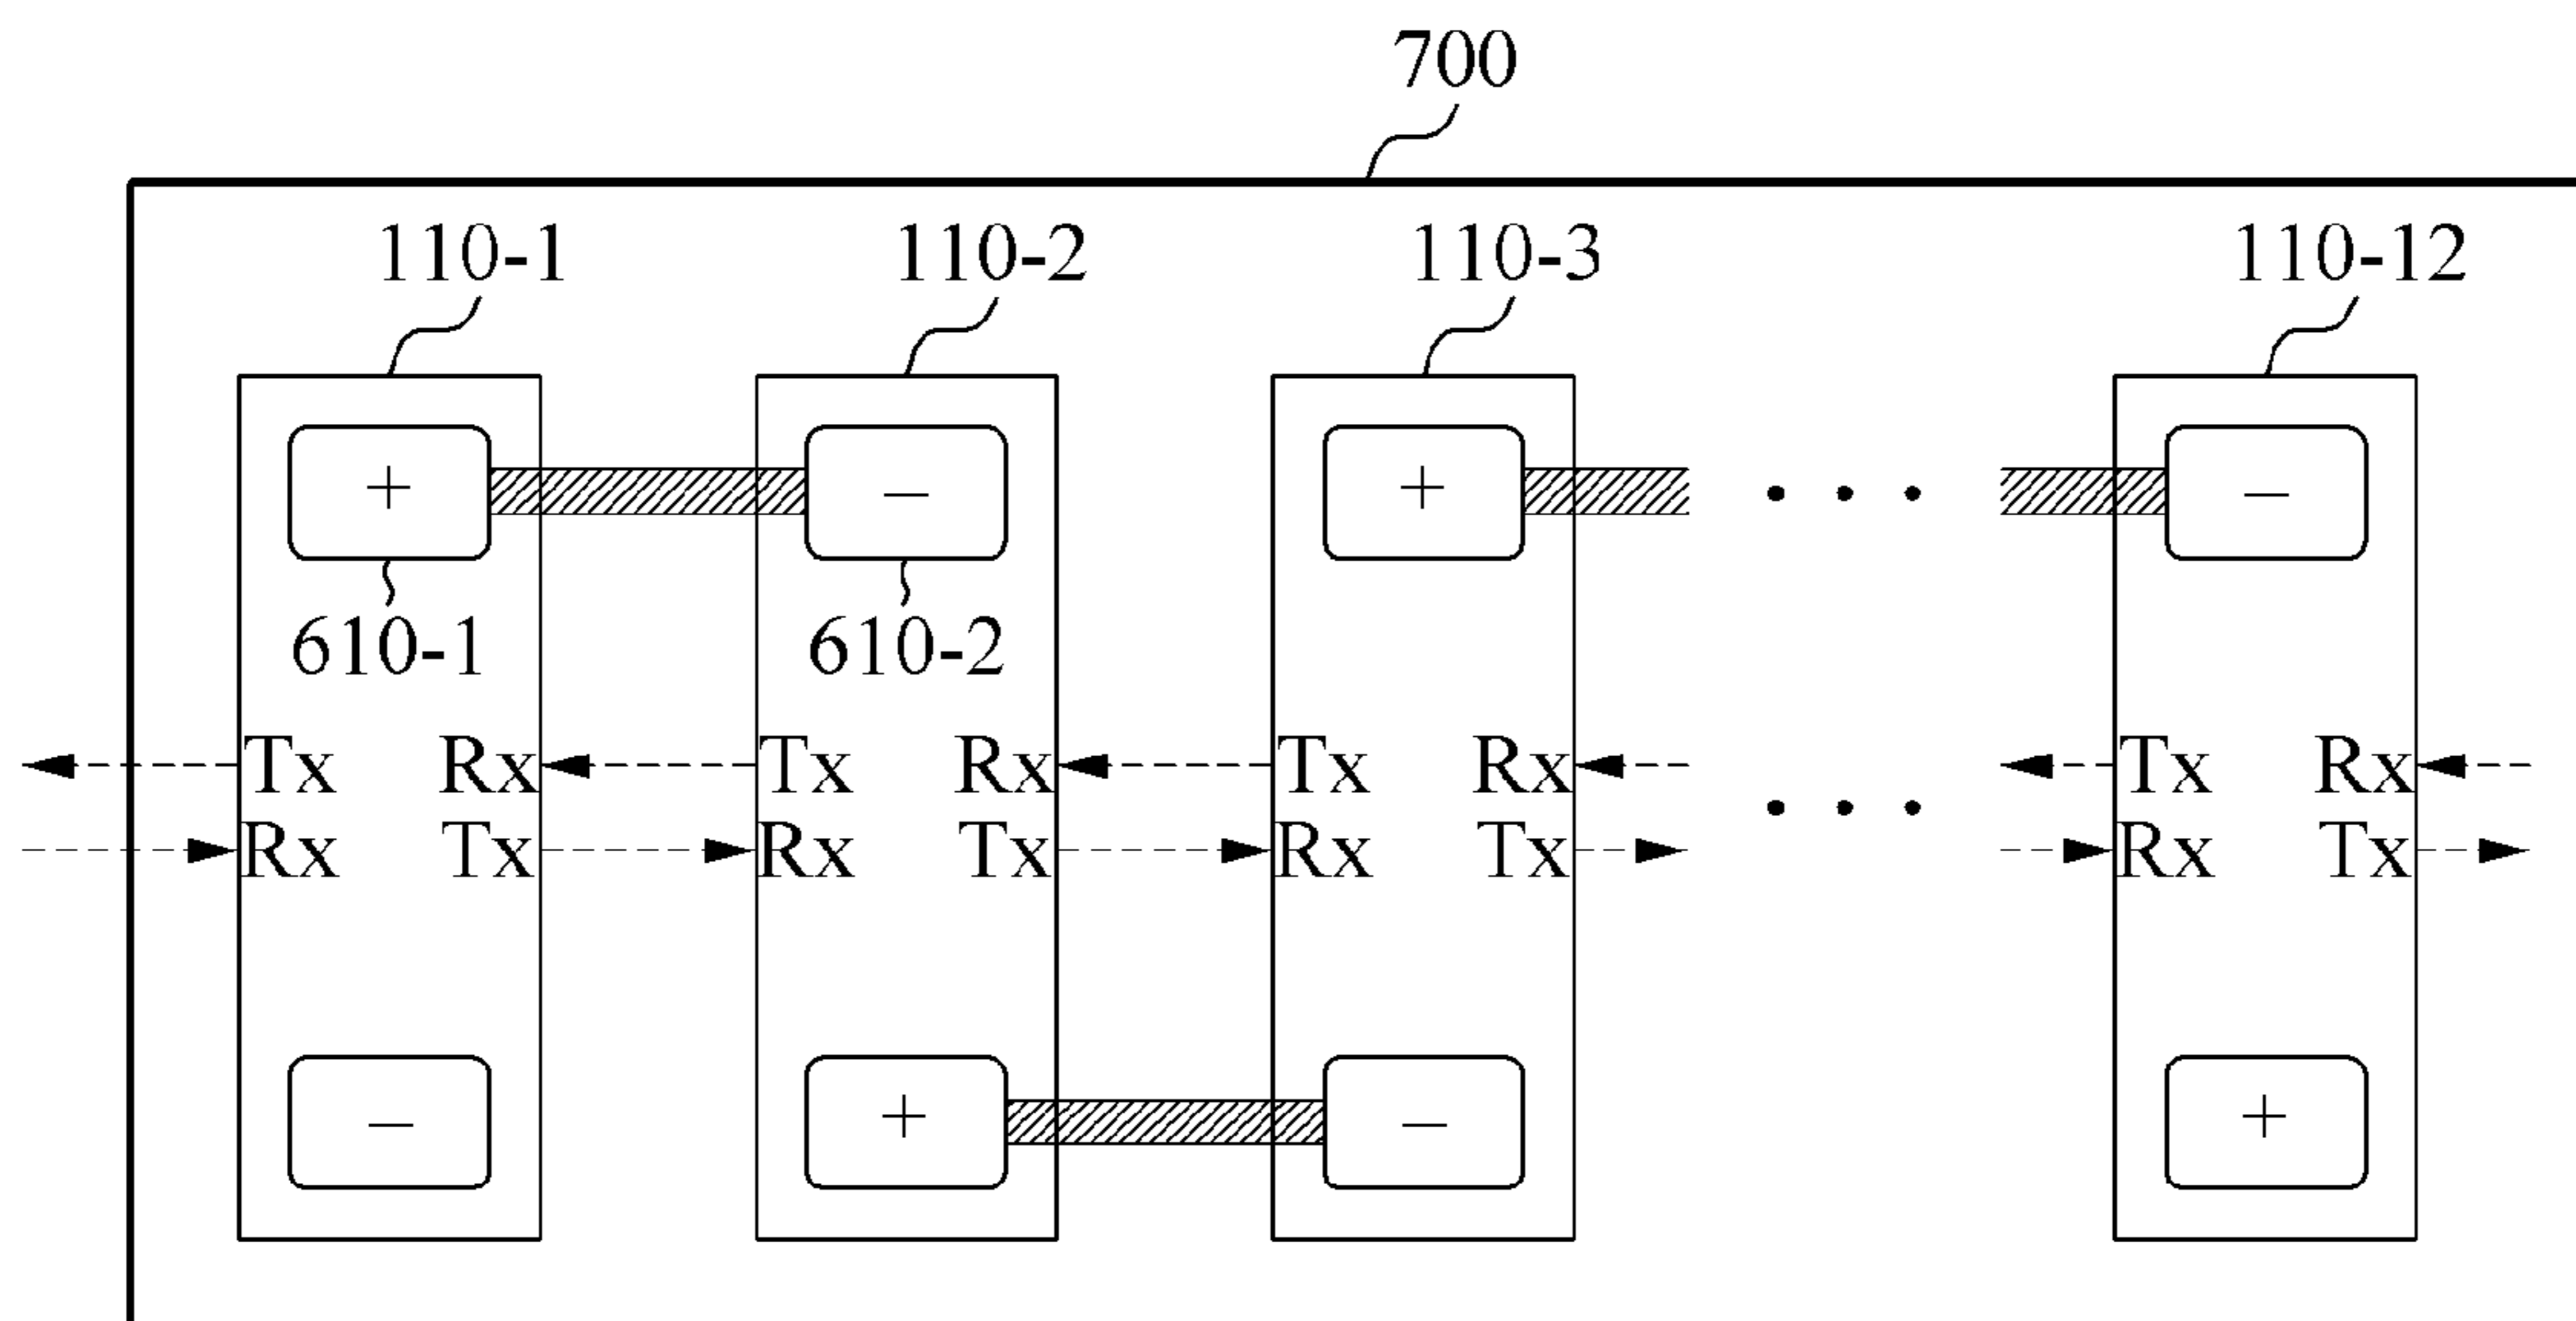 700
110-1 110-2 110-3 110-12
+ – + • • • –
610-1 610-2
Tx Rx Tx Rx Tx Rx Tx Rx
• • •
Rx Tx Rx Tx Rx Tx Rx Tx
– + – +